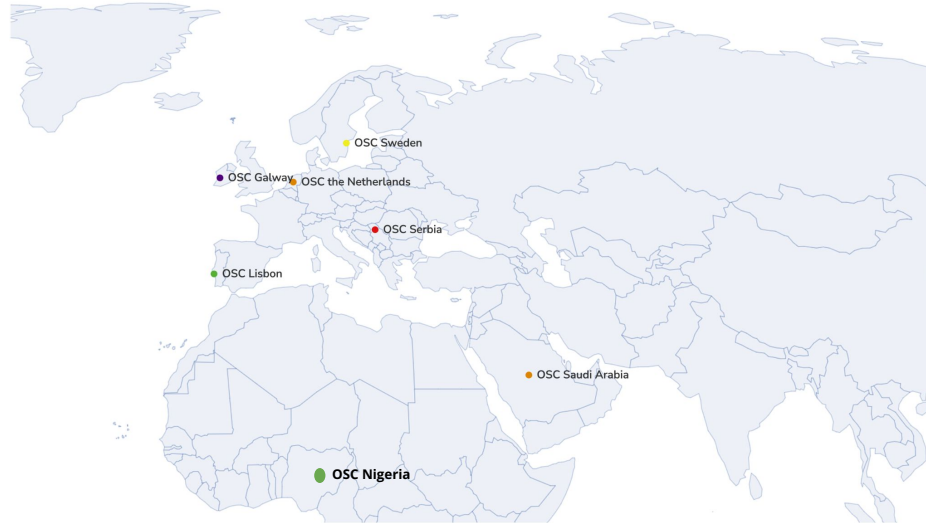 OSC Sweden
OSC Galway
OSC the Netherlands
OSC Serbia
OSC Lisbon
OSC Saudi Arabia
OSC Nigeria